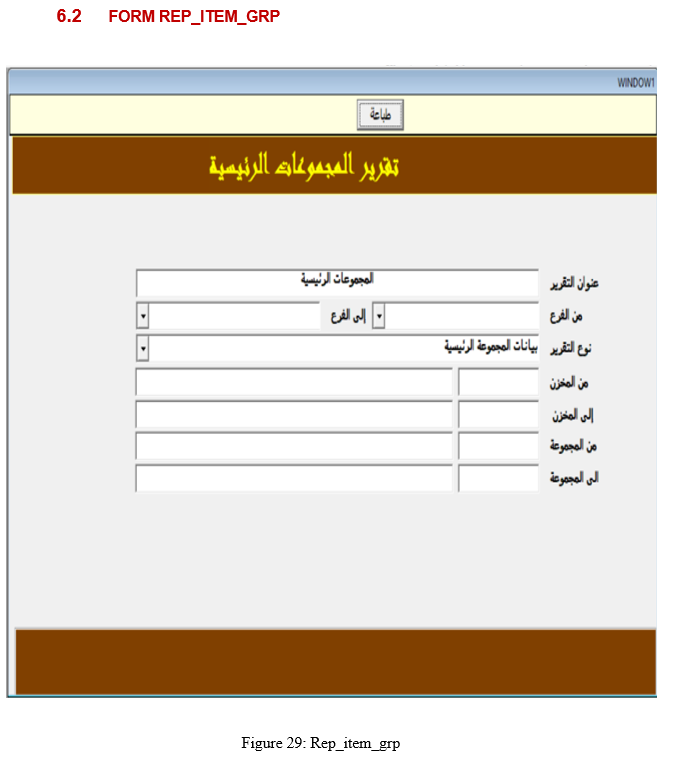 6.2 FORM REP_ITEM_GRP
WINDOW1
طباعة
تقرير المجموعات الرئيسية
عنوان التقرير المجموعات الرئيسية
من الفرع إلى الفرع
نوع التقرير بيانات المجموعة الرئيسية
من المخزن
إلى المخزن
من المجموعة
الى المجموعة
Figure 29: Rep_item_grp